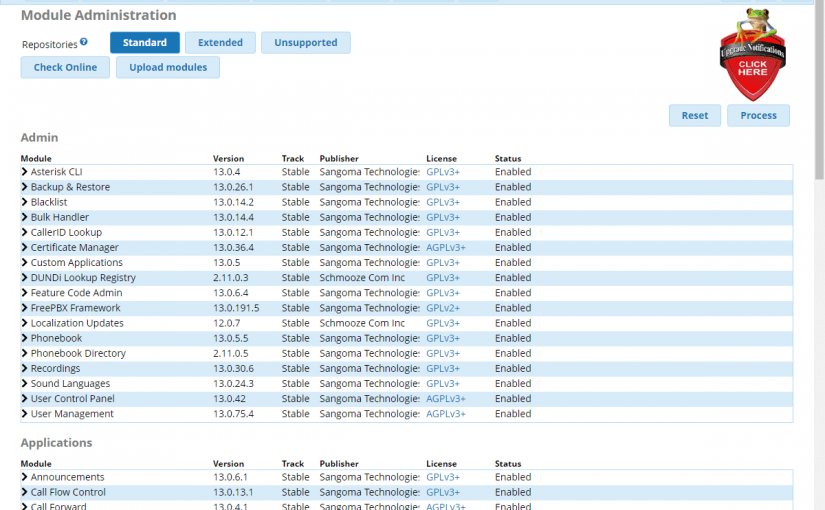 Module Administration
Repositories Standard Extended Unsupported
Check Online Upload modules
Upgrade Notifications
CLICK
HERE
Reset Process
Admin
Module Version Track Publisher License Status
Asterisk CLI 13.0.4 Stable Sangoma Technologies GPLv3+ Enabled
Backup & Restore 13.0.26.1 Stable Sangoma Technologies GPLv3+ Enabled
Blacklist 13.0.14.2 Stable Sangoma Technologies GPLv3+ Enabled
Bulk Handler 13.0.14.4 Stable Sangoma Technologies GPLv3+ Enabled
CallerID Lookup 13.0.12.1 Stable Sangoma Technologies GPLv3+ Enabled
Certificate Manager 13.0.36.4 Stable Sangoma Technologies AGPLv3+ Enabled
Custom Applications 13.0.5 Stable Sangoma Technologies GPLv3+ Enabled
DUNDi Lookup Registry 2.11.0.3 Stable Schmooze Com Inc GPLv3+ Enabled
Feature Code Admin 13.0.6.4 Stable Sangoma Technologies GPLv3+ Enabled
FreePBX Framework 13.0.191.5 Stable Sangoma Technologies GPLv2+ Enabled
Localization Updates 12.0.7 Stable Schmooze Com Inc GPLv3+ Enabled
Phonebook 13.0.5.5 Stable Sangoma Technologies GPLv3+ Enabled
Phonebook Directory 2.11.0.5 Stable Sangoma Technologies GPLv3+ Enabled
Recordings 13.0.30.6 Stable Sangoma Technologies GPLv3+ Enabled
Sound Languages 13.0.24.3 Stable Sangoma Technologies GPLv3+ Enabled
User Control Panel 13.0.42 Stable Sangoma Technologies AGPLv3+ Enabled
User Management 13.0.75.4 Stable Sangoma Technologies AGPLv3+ Enabled
Applications
Module Version Track Publisher License Status
Announcements 13.0.6.1 Stable Sangoma Technologies GPLv3+ Enabled
Call Flow Control 13.0.13.1 Stable Sangoma Technologies GPLv3+ Enabled
Call Forward 13.0.4.1 Stable Sangoma Technologies AGPLv3+ Enabled